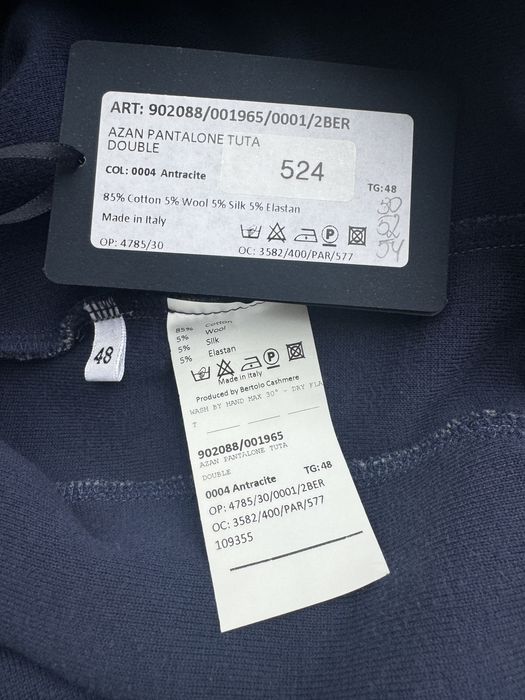 ART: 902088/001965/0001/2BER
AZAN PANTALONE TUTA
DOUBLE
524
COL: 0004 Antracite
TG: 48
85% Cotton 5% Wool 5% Silk 5% Elastan
50
52
54
Made in Italy
OP: 4785/30
OC: 3582/400/PAR/577
48
85% Cotton
5% Wool
5% Silk
5% Elastan
P
Made in Italy
Produced by Bertolo Cashmere
WASH BY HAND MAX 30° - DRY FLA
T
902088/001965
AZAN PANTALONE TUTA
DOUBLE
0004 Antracite TG: 48
OP: 4785/30/0001/2BER
OC: 3582/400/PAR/577
109355